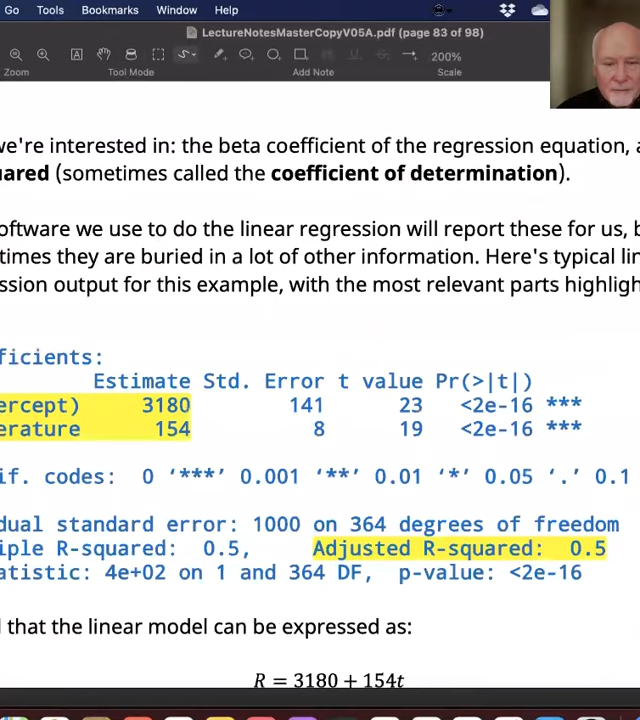 Go Tools Bookmarks Window Help
LectureNotesMasterCopyV05A.pdf (page 83 of 98)
200%
Zoom Tool Mode Add Note Scale
we're interested in: the beta coefficient of the regression equation, a
uared (sometimes called the coefficient of determination).
oftware we use to do the linear regression will report these for us, b
times they are buried in a lot of other information. Here's typical lin
ssion output for this example, with the most relevant parts highligh
ficients:
Estimate Std. Error t value Pr(>|t|)
ercept) 3180 141 23 <2e-16 ***
erature 154 8 19 <2e-16 ***
if. codes: 0 ‘***’ 0.001 ‘**’ 0.01 ‘*’ 0.05 ‘.’ 0.1
dual standard error: 1000 on 364 degrees of freedom
iple R-squared: 0.5, Adjusted R-squared: 0.5
atistic: 4e+02 on 1 and 364 DF, p-value: <2e-16
l that the linear model can be expressed as:
R = 3180 + 154t